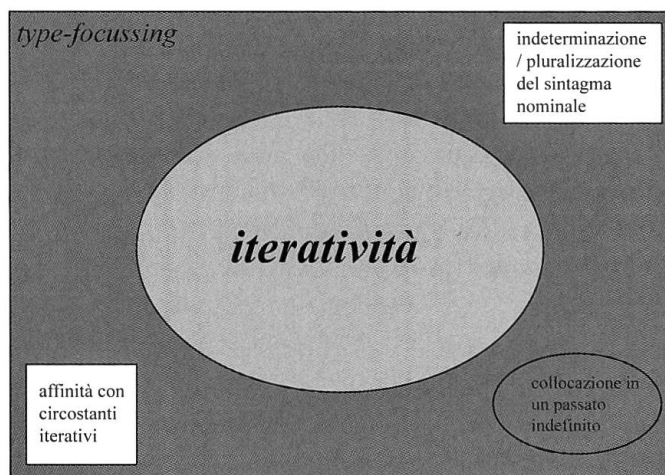 type-focussing
indeterminazione
/ pluralizzazione
del sintagma
nominale
iteratività
affinità con
circostanti
iterativi
collocazione in
un passato
indefinito